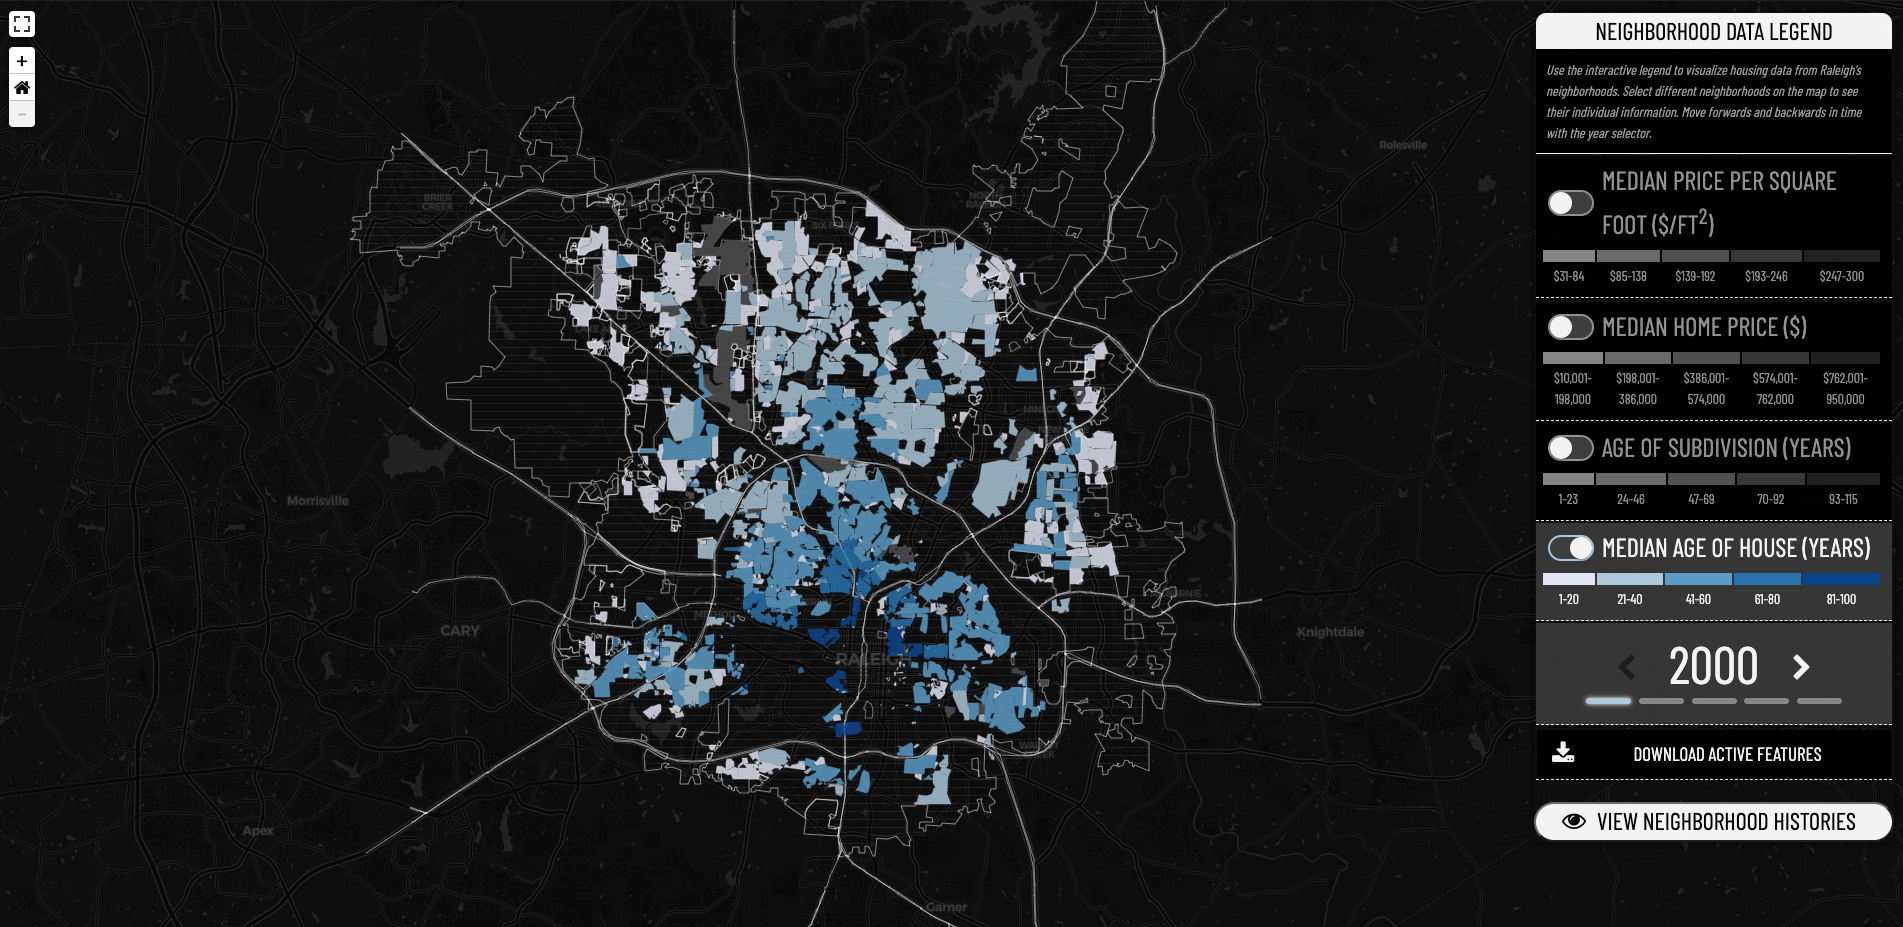 NEIGHBORHOOD DATA LEGEND
Use the interactive legend to visualize housing data from Raleigh's
neighborhoods. Select different neighborhoods on the map to see
their individual information. Move forwards and backwards in time
with the year selector.
MEDIAN PRICE PER SQUARE
FOOT ($/FT²)
$31-84 $85-138 $139-192 $193-246 $247-300
MEDIAN HOME PRICE ($)
$10,001- $198,001- $386,001- $574,001- $762,001-
198,000 386,000 574,000 762,000 950,000
AGE OF SUBDIVISION (YEARS)
1-23 24-46 47-69 70-92 93-115
MEDIAN AGE OF HOUSE (YEARS)
1-20 21-40 41-60 61-80 81-100
2000
DOWNLOAD ACTIVE FEATURES
VIEW NEIGHBORHOOD HISTORIES
Rolesville
BRIER
CREEK
Morrisville
CARY
RALEIGH
Knightdale
Apex
Garner